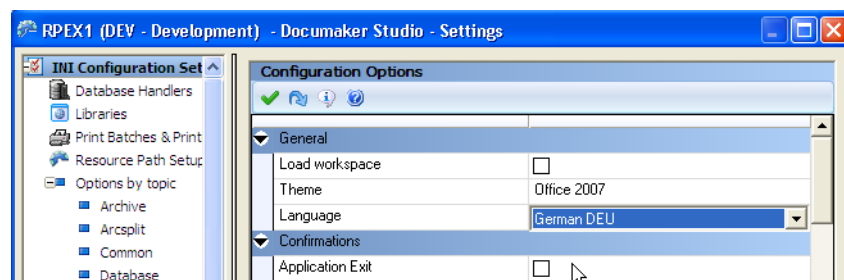 RPEX1 (DEV - Development) - Documaker Studio - Settings
INI Configuration Set
Database Handlers
Libraries
Print Batches & Print
Resource Path Setup
Options by topic
Archive
Arcsplit
Common
Database
Configuration Options
General
Load workspace
Theme Office 2007
Language German DEU
Confirmations
Application Exit